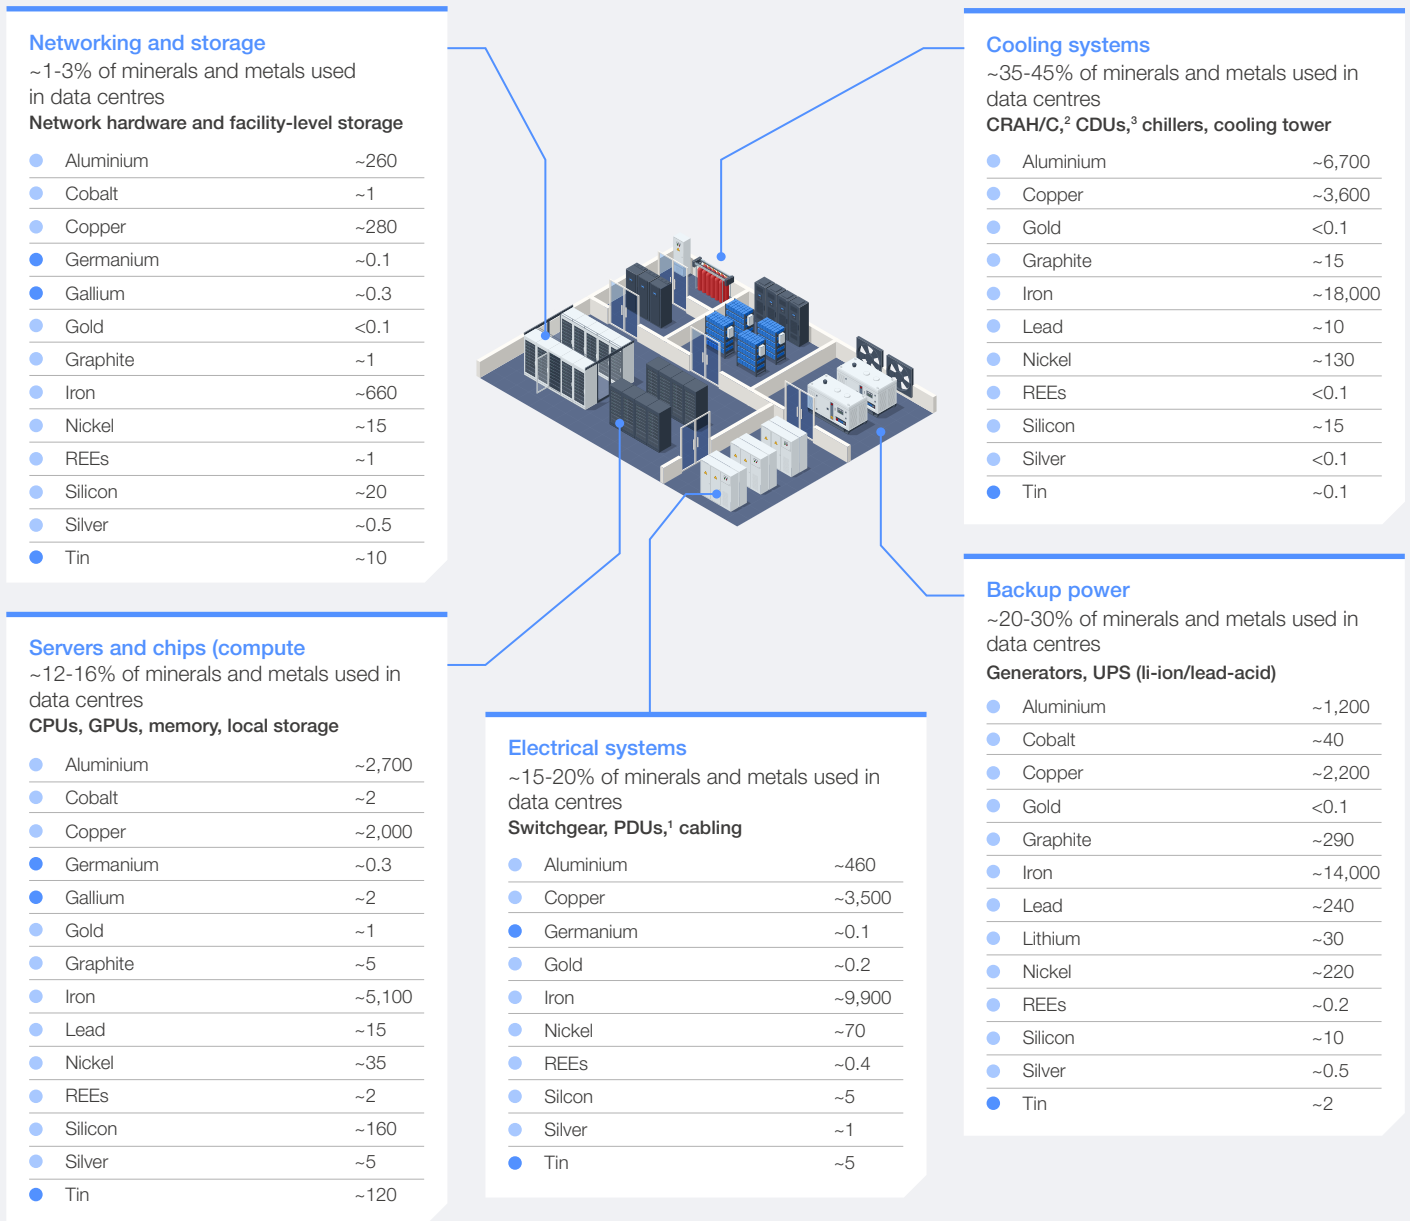 Networking and storage
~1-3% of minerals and metals used
in data centres
Network hardware and facility-level storage
Aluminium ~260
Cobalt ~1
Copper ~280
Germanium ~0.1
Gallium ~0.3
Gold <0.1
Graphite ~1
Iron ~660
Nickel ~15
REEs ~1
Silicon ~20
Silver ~0.5
Tin ~10
Servers and chips (compute
~12-16% of minerals and metals used in
data centres
CPUs, GPUs, memory, local storage
Aluminium ~2,700
Cobalt ~2
Copper ~2,000
Germanium ~0.3
Gallium ~2
Gold ~1
Graphite ~5
Iron ~5,100
Lead ~15
Nickel ~35
REEs ~2
Silicon ~160
Silver ~5
Tin ~120
Electrical systems
~15-20% of minerals and metals used in
data centres
Switchgear, PDUs,¹ cabling
Aluminium ~460
Copper ~3,500
Germanium ~0.1
Gold ~0.2
Iron ~9,900
Nickel ~70
REEs ~0.4
Silcon ~5
Silver ~1
Tin ~5
Cooling systems
~35-45% of minerals and metals used in
data centres
CRAH/C,² CDUs,³ chillers, cooling tower
Aluminium ~6,700
Copper ~3,600
Gold <0.1
Graphite ~15
Iron ~18,000
Lead ~10
Nickel ~130
REEs <0.1
Silicon ~15
Silver <0.1
Tin ~0.1
Backup power
~20-30% of minerals and metals used in
data centres
Generators, UPS (li-ion/lead-acid)
Aluminium ~1,200
Cobalt ~40
Copper ~2,200
Gold <0.1
Graphite ~290
Iron ~14,000
Lead ~240
Lithium ~30
Nickel ~220
REEs ~0.2
Silicon ~10
Silver ~0.5
Tin ~2